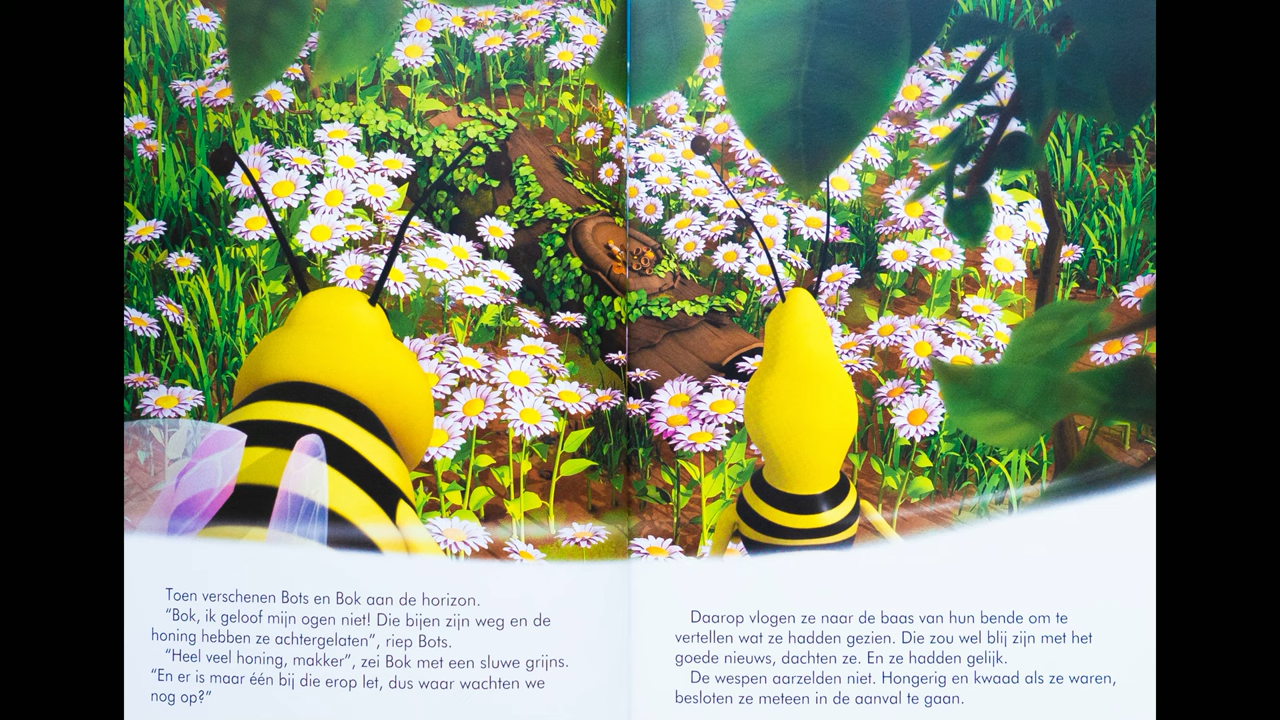 Toen verschenen Bots en Bok aan de horizon.
“Bok, ik geloof mijn ogen niet! Die bijen zijn weg en de
honing hebben ze achtergelaten”, riep Bots.
“Heel veel honing, makker”, zei Bok met een sluwe grijns.
“En er is maar één bij die erop let, dus waar wachten we
nog op?”
Daarop vlogen ze naar de baas van hun bende om te
vertellen wat ze hadden gezien. Die zou wel blij zijn met het
goede nieuws, dachten ze. En ze hadden gelijk.
De wespen aarzelden niet. Hongerig en kwaad als ze waren,
besloten ze meteen in de aanval te gaan.